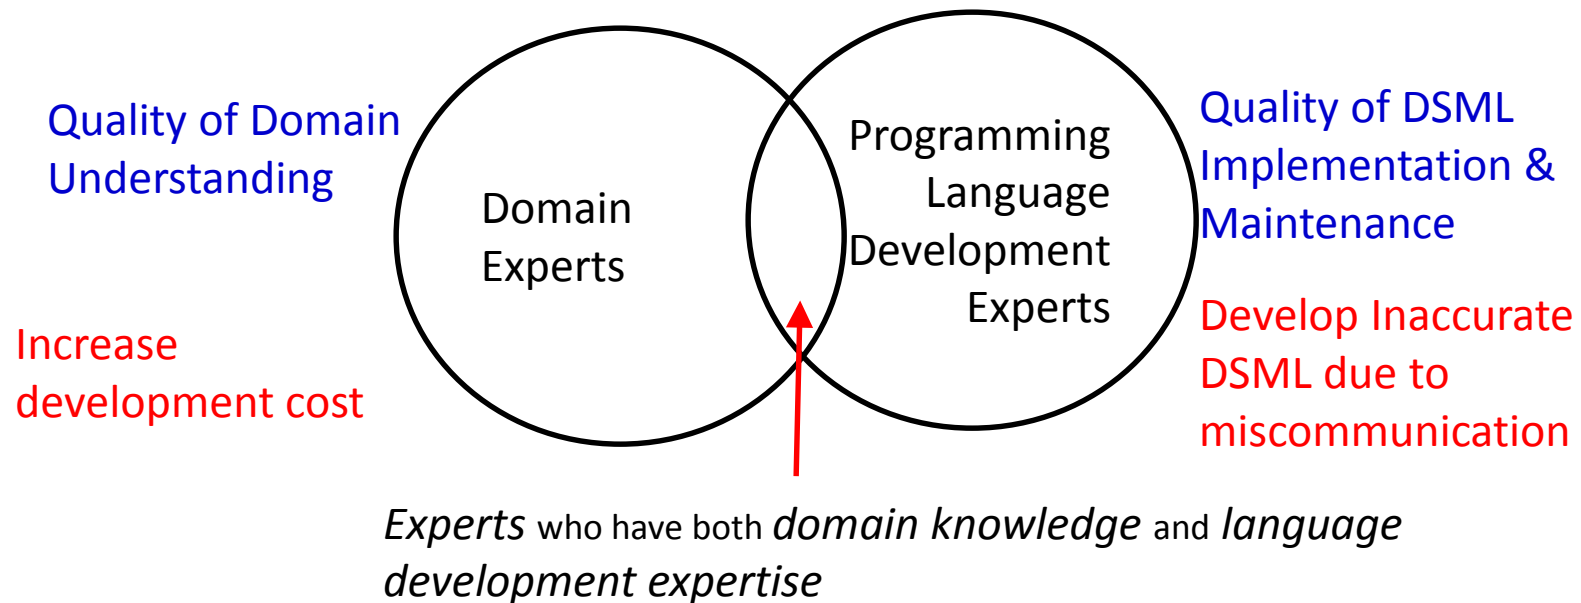 Quality of Domain
Understanding
Increase
development cost
Domain
Experts
Programming
Language
Development
Experts
Quality of DSML
Implementation &
Maintenance
Develop Inaccurate
DSML due to
miscommunication
Experts who have both domain knowledge and language
development expertise